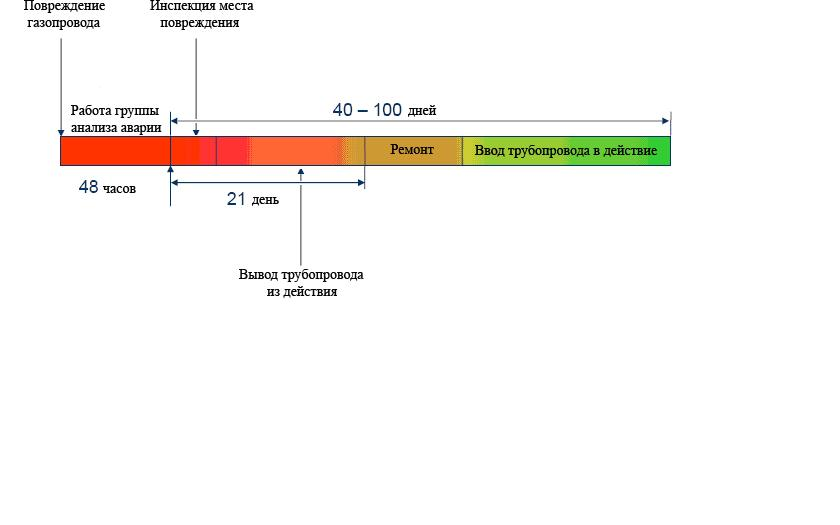 Повреждение
газопровода
Инспекция места
повреждения
Работа группы
анализа аварии
40 – 100 дней
Ремонт
Ввод трубопровода в действие
48 часов
21 день
Вывод трубопровода
из действия